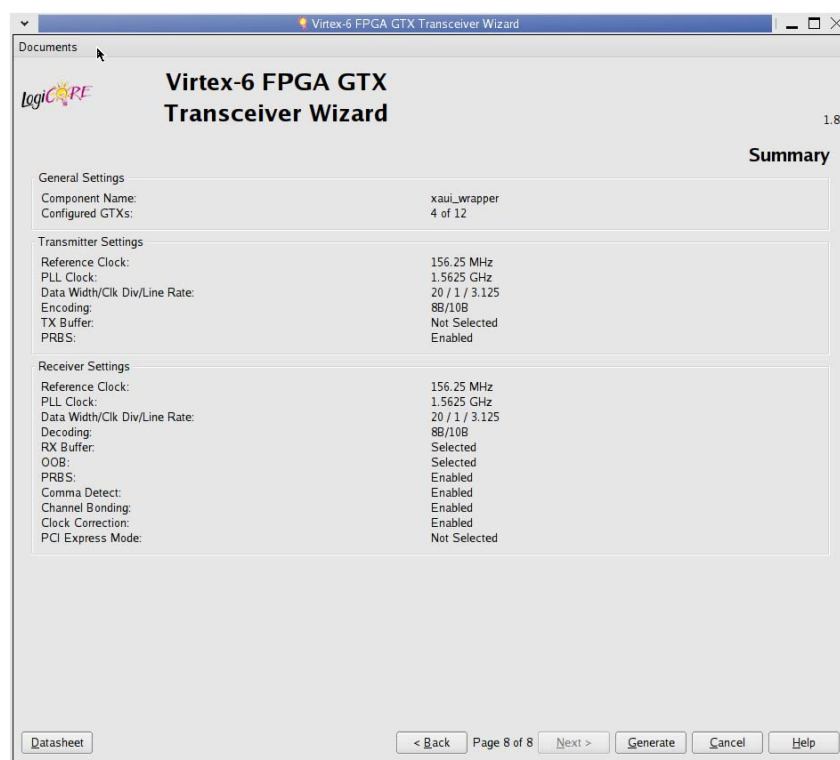 Virtex-6 FPGA GTX Transceiver Wizard
Documents
logiCORE
Virtex-6 FPGA GTX
Transceiver Wizard
1.8
Summary
General Settings
Component Name: xaui_wrapper
Configured GTXs: 4 of 12
Transmitter Settings
Reference Clock: 156.25 MHz
PLL Clock: 1.5625 GHz
Data Width/Clk Div/Line Rate: 20 / 1 / 3.125
Encoding: 8B/10B
TX Buffer: Not Selected
PRBS: Enabled
Receiver Settings
Reference Clock: 156.25 MHz
PLL Clock: 1.5625 GHz
Data Width/Clk Div/Line Rate: 20 / 1 / 3.125
Decoding: 8B/10B
RX Buffer: Selected
OOB: Selected
PRBS: Enabled
Comma Detect: Enabled
Channel Bonding: Enabled
Clock Correction: Enabled
PCI Express Mode: Not Selected
Datasheet < Back Page 8 of 8 Next > Generate Cancel Help